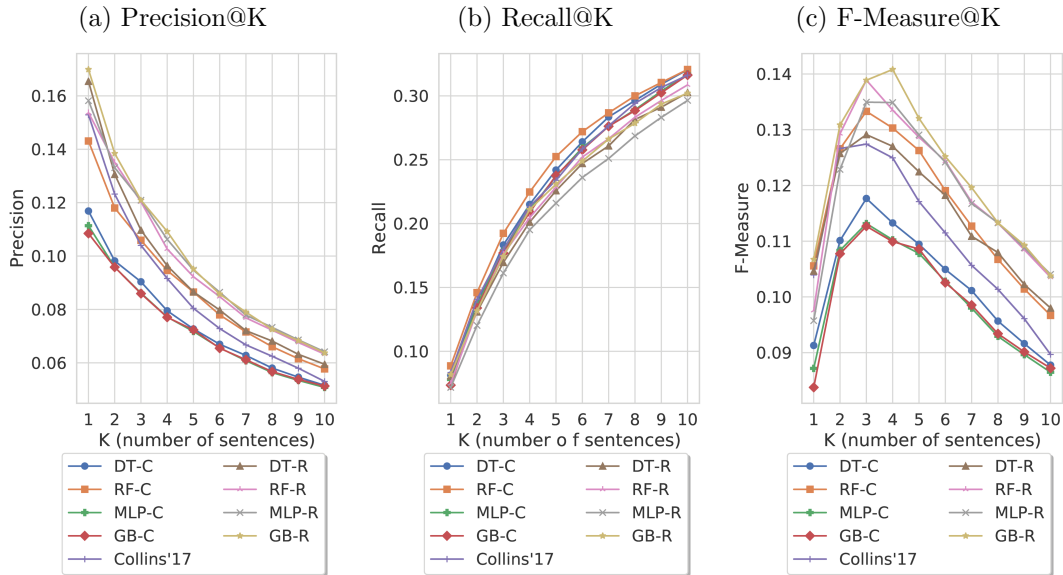 (a) Precision@K
(b) Recall@K
(c) F-Measure@K
Precision
0.16
0.14
0.12
0.10
0.08
0.06
1 2 3 4 5 6 7 8 9 10
K (number of sentences)
DT-C
RF-C
MLP-C
GB-C
Collins'17
DT-R
RF-R
MLP-R
GB-R
Recall
0.30
0.25
0.20
0.15
0.10
1 2 3 4 5 6 7 8 9 10
K (number o f sentences)
DT-C
RF-C
MLP-C
GB-C
Collins'17
DT-R
RF-R
MLP-R
GB-R
F-Measure
0.14
0.13
0.12
0.11
0.10
0.09
1 2 3 4 5 6 7 8 9 10
K (number of sentences)
DT-C
RF-C
MLP-C
GB-C
Collins'17
DT-R
RF-R
MLP-R
GB-R